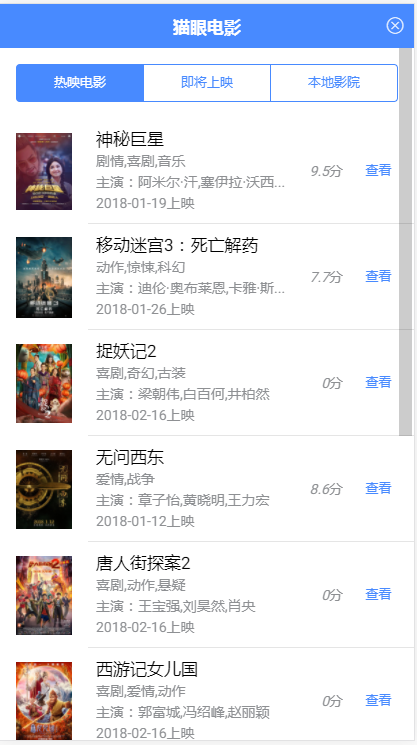 猫眼电影
热映电影 即将上映 本地影院
神秘巨星
剧情,喜剧,音乐
主演：阿米尔·汗,塞伊拉·沃西...
2018-01-19上映
9.5分 查看
移动迷宫3：死亡解药
动作,惊悚,科幻
主演：迪伦·奥布莱恩,卡雅·斯...
2018-01-26上映
7.7分 查看
捉妖记2
喜剧,奇幻,古装
主演：梁朝伟,白百何,井柏然
2018-02-16上映
0分 查看
无问西东
爱情,战争
主演：章子怡,黄晓明,王力宏
2018-01-12上映
8.6分 查看
唐人街探案2
喜剧,动作,悬疑
主演：王宝强,刘昊然,肖央
2018-02-16上映
0分 查看
西游记女儿国
喜剧,爱情,动作
主演：郭富城,冯绍峰,赵丽颖
2018-02-16上映
0分 查看